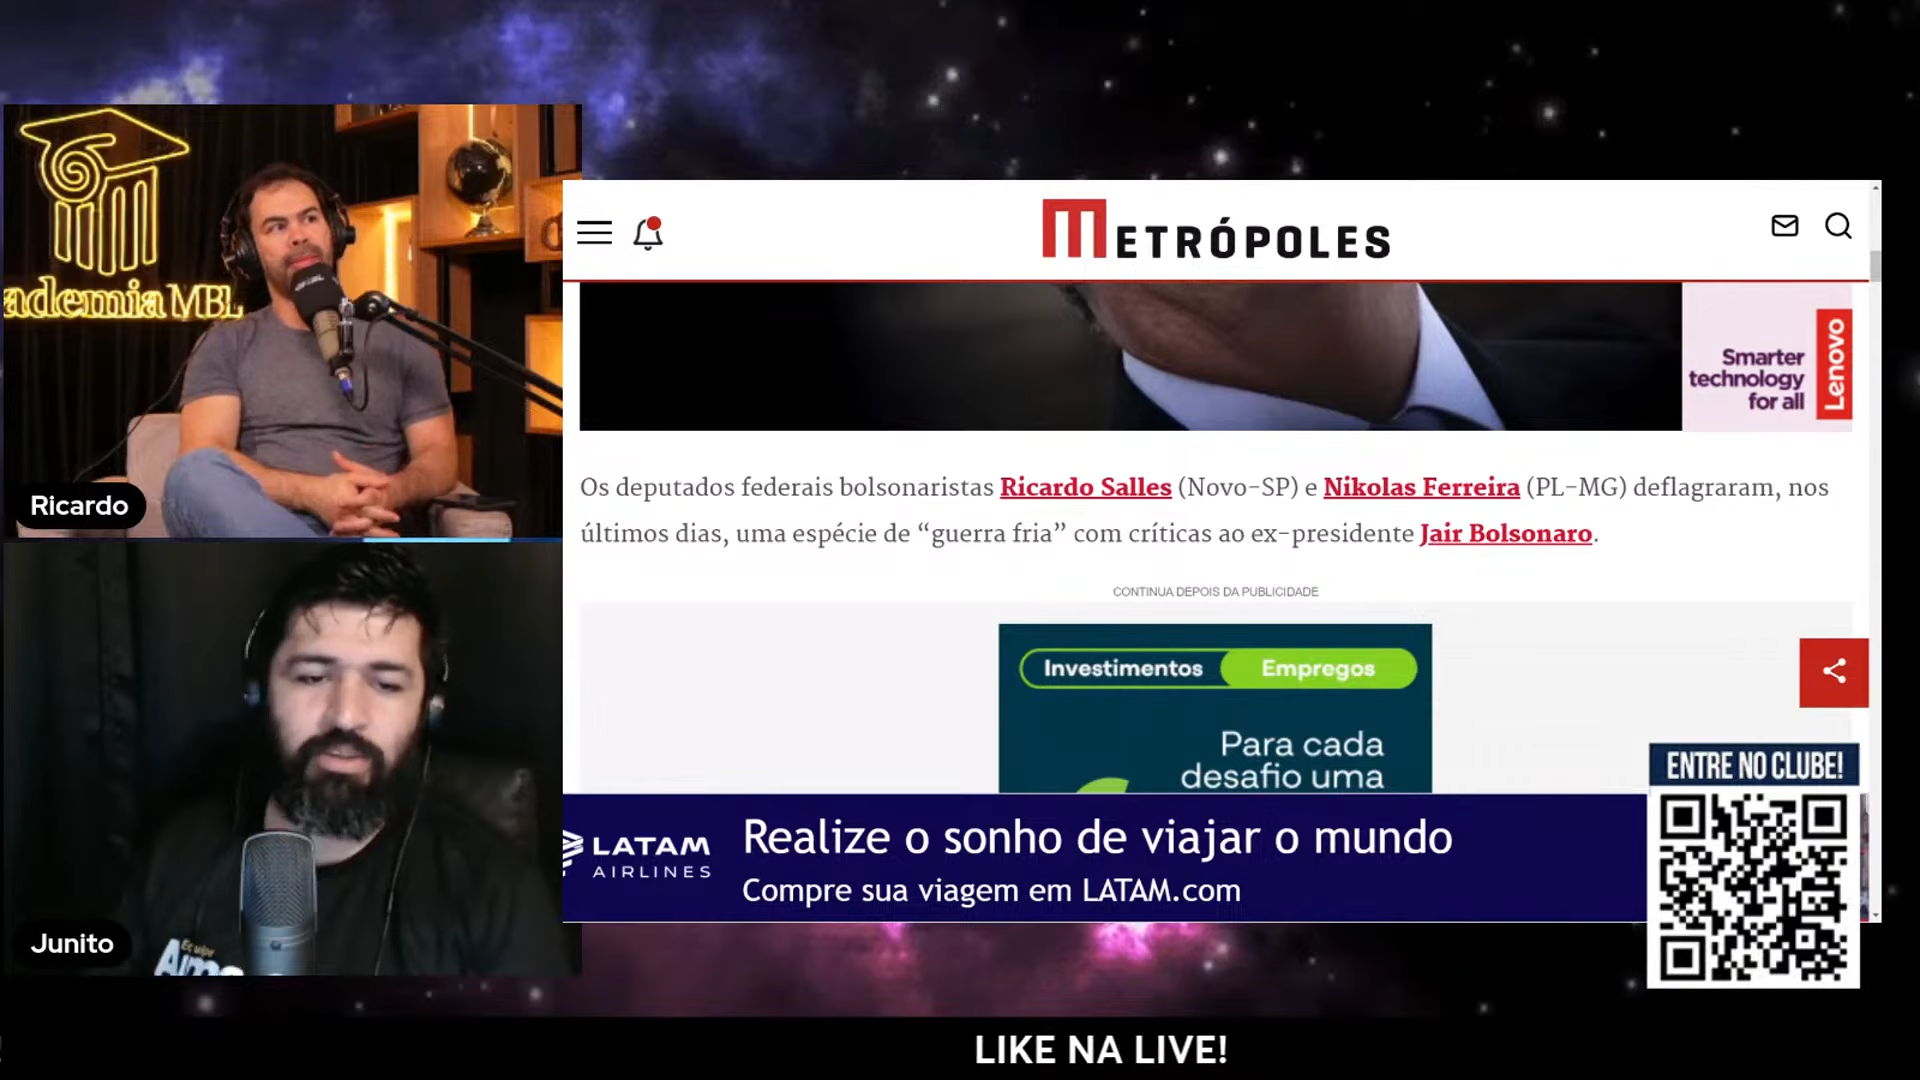 ademia MBL
Ricardo
Junito
Equipe
METRÓPOLES
Smarter
technology
for all
Lenovo
Os deputados federais bolsonaristas Ricardo Salles (Novo-SP) e Nikolas Ferreira (PL-MG) deflagraram, nos
últimos dias, uma espécie de “guerra fria” com críticas ao ex-presidente Jair Bolsonaro.
CONTINUA DEPOIS DA PUBLICIDADE
Investimentos
Empregos
Para cada
desafio uma
LATAM
AIRLINES
Realize o sonho de viajar o mundo
Compre sua viagem em LATAM.com
ENTRE NO CLUBE!
LIKE NA LIVE!